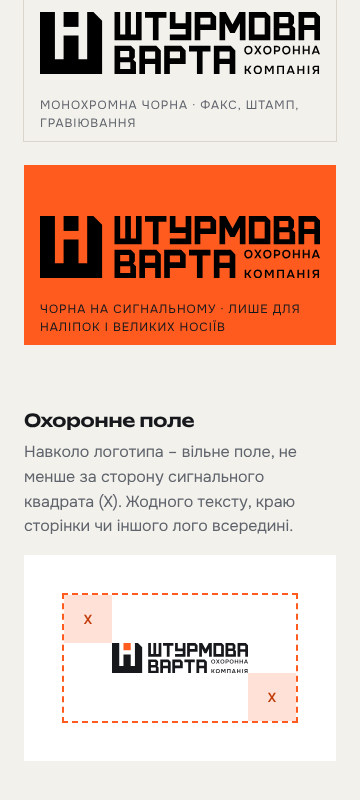 ШТУРМОВА
ВАРТА ОХОРОННА
КОМПАНІЯ
МОНОХРОМНА ЧОРНА · ФАКС, ШТАМП,
ГРАВІЮВАННЯ
ШТУРМОВА
ВАРТА ОХОРОННА
КОМПАНІЯ
ЧОРНА НА СИГНАЛЬНОМУ · ЛИШЕ ДЛЯ
НАЛІПОК І ВЕЛИКИХ НОСІЇВ
Охоронне поле
Навколо логотипа – вільне поле, не
менше за сторону сигнального
квадрата (X). Жодного тексту, краю
сторінки чи іншого лого всередині.
X
ШТУРМОВА
ВАРТА ОХОРОННА
КОМПАНІЯ
X